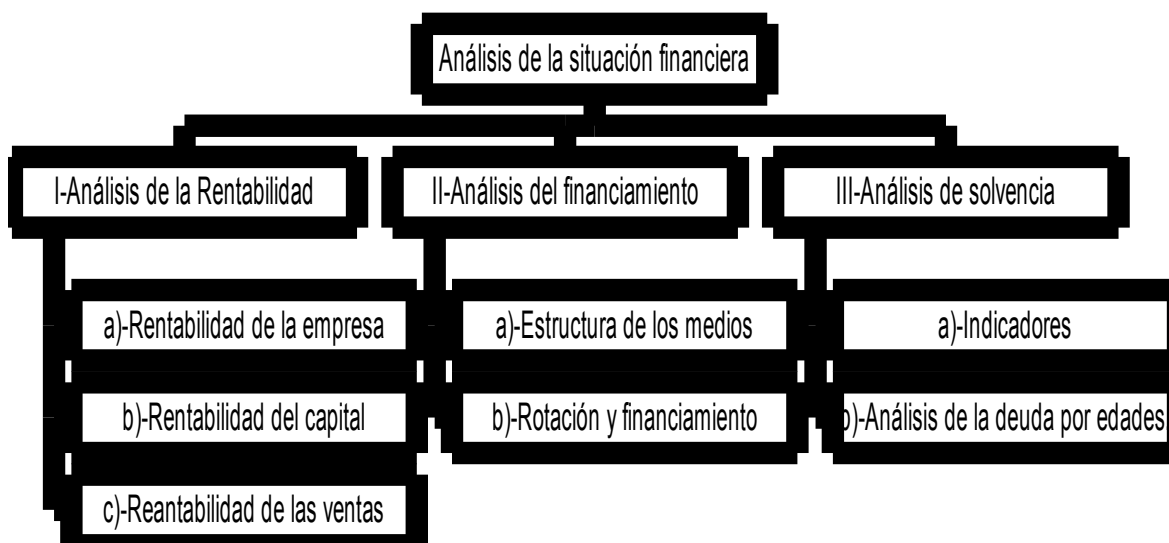 Análisis de la situación financiera
I-Análisis de la Rentabilidad
II-Análisis del financiamiento
III-Análisis de solvencia
a)-Rentabilidad de la empresa
a)-Estructura de los medios
a)-Indicadores
b)-Rentabilidad del capital
b)-Rotación y financiamiento
b)-Análisis de la deuda por edades
c)-Reantabilidad de las ventas